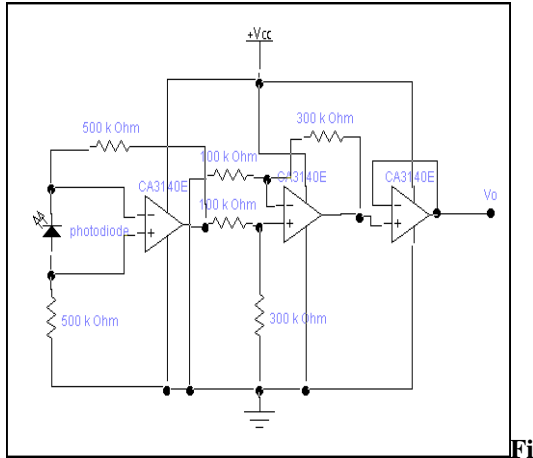 +Vcc
300 k Ohm
500 k Ohm
100 k Ohm
CA3140E
CA3140E
CA3140E
Vo
100 k Ohm
photodiode
500 k Ohm
300 k Ohm
Fi